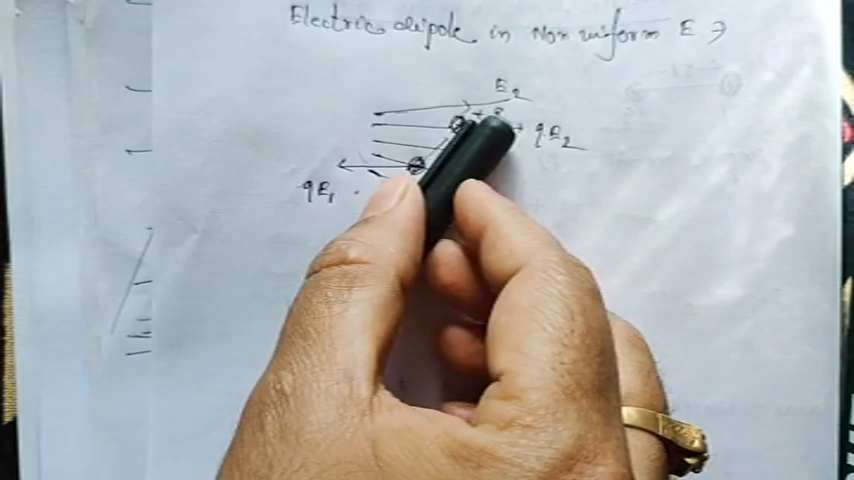 Electric dipole in Non uniform E →
E2
+
qE2
qE1